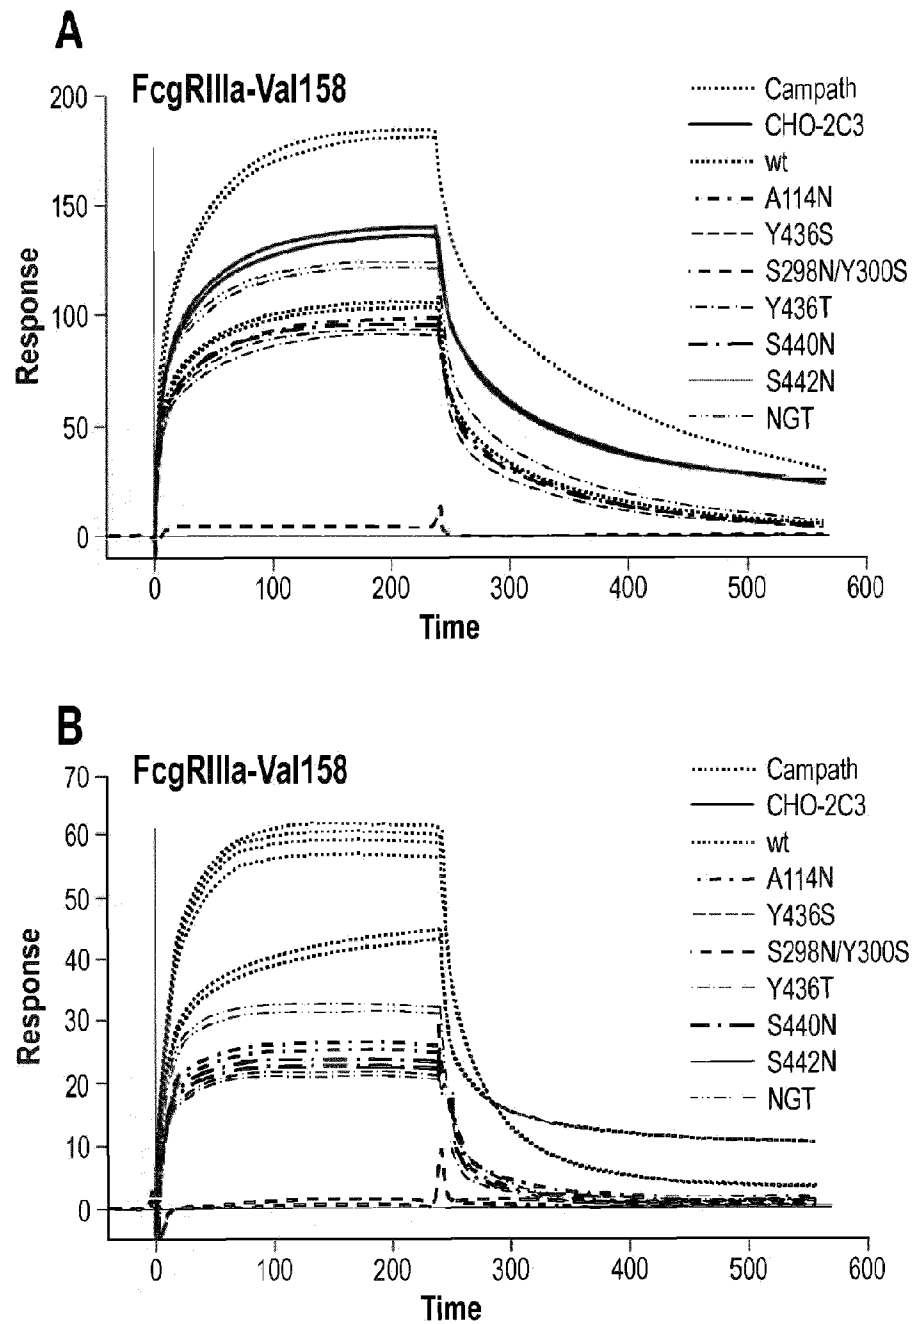 A
FcgRIIIa-Val158
200
150
100
50
0
Response
0 100 200 300 400 500 600
Time
Campath
CHO-2C3
wt
A114N
Y436S
S298N/Y300S
Y436T
S440N
S442N
NGT
B
FcgRIIIa-Val158
70
60
50
40
30
20
10
0
Response
0 100 200 300 400 500 600
Time
Campath
CHO-2C3
wt
A114N
Y436S
S298N/Y300S
Y436T
S440N
S442N
NGT